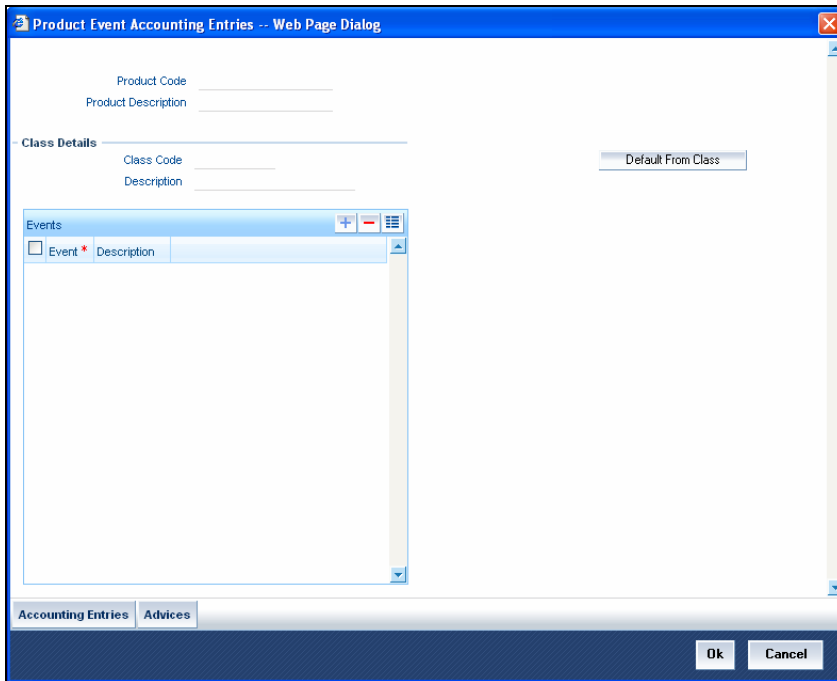 Product Event Accounting Entries -- Web Page Dialog
Product Code
Product Description
Class Details
Class Code
Default From Class
Description
Events
Event * Description
Accounting Entries Advices
Ok Cancel